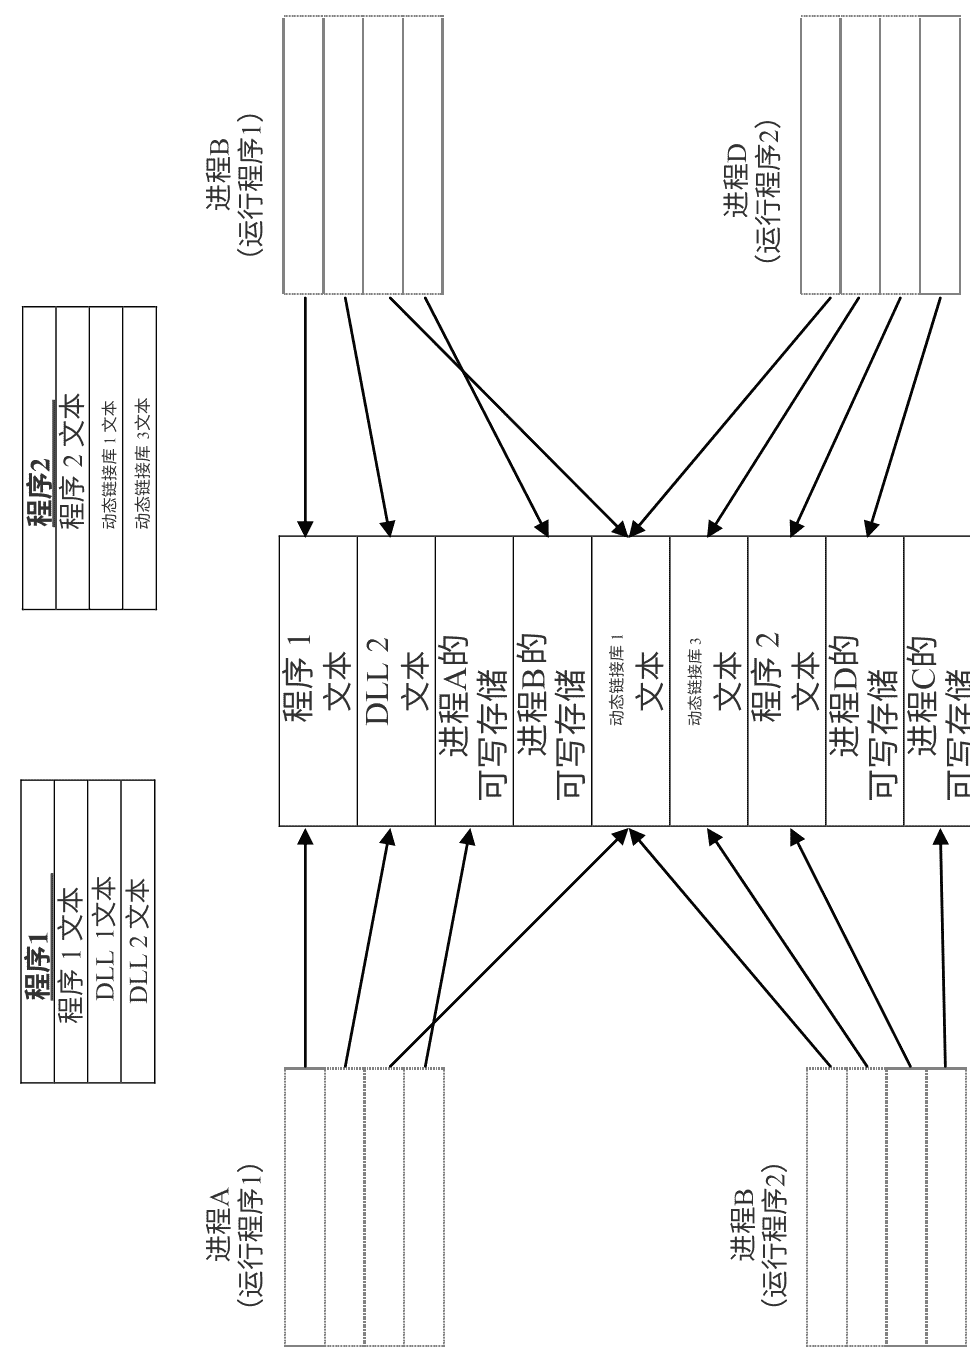 程序1
程序 1 文本
DLL 1文本
DLL 2 文本
程序2
程序 2 文本
动态链接库 1 文本
动态链接库 3文本
进程A
(运行程序1)
进程B
(运行程序1)
程序 1
文本
DLL 2
文本
进程A的
可写存储
进程B的
可写存储
动态链接库 1
文本
动态链接库 3
文本
程序 2
文本
进程D的
可写存储
进程C的
可写存储
进程B
(运行程序2)
进程D
(运行程序2)